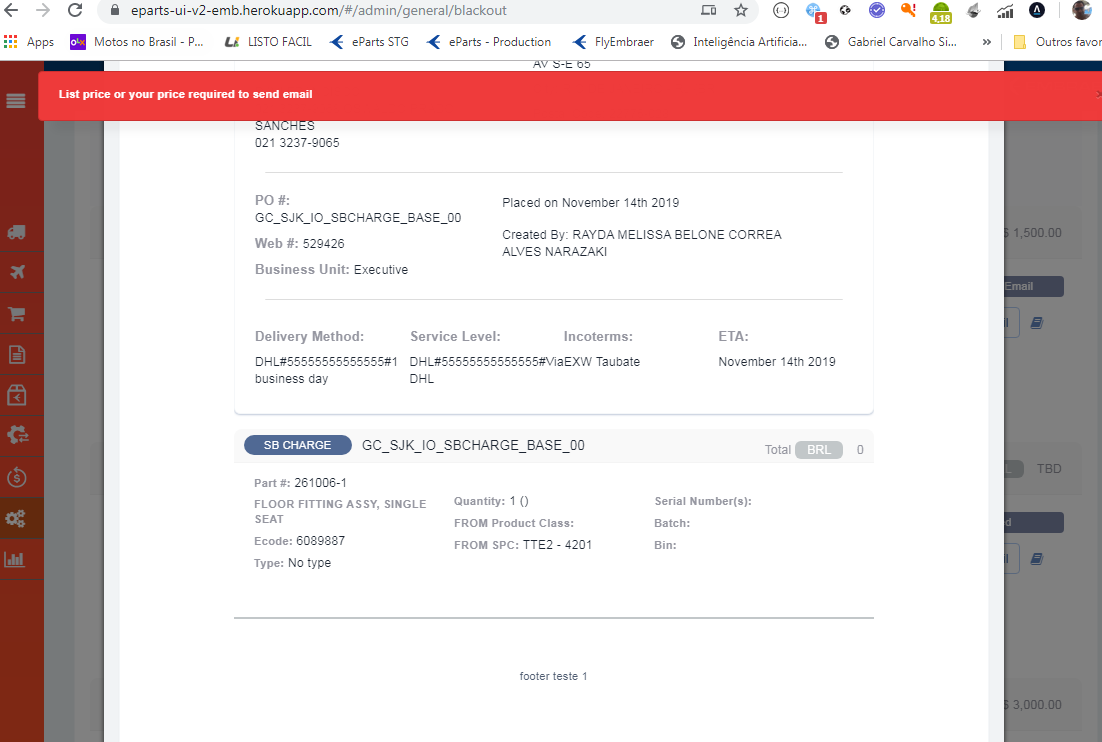 eparts-ui-v2-emb.herokuapp.com/#/admin/general/blackout
1
4,18
Apps
olx
Motos no Brasil - P...
LISTO FACIL
eParts STG
eParts - Production
FlyEmbraer
Inteligência Artificia...
Gabriel Carvalho Si...
»
Outros favor
AV S-E 65
List price or your price required to send email
×
SANCHES
021 3237-9065
PO #:
GC_SJK_IO_SBCHARGE_BASE_00
Web #: 529426
Business Unit: Executive
Placed on November 14th 2019
Created By: RAYDA MELISSA BELONE CORREA
ALVES NARAZAKI
$ 1,500.00
Email
Delivery Method:
DHL#55555555555555#1
business day
Service Level:
DHL#55555555555555#Via
DHL
Incoterms:
EXW Taubate
ETA:
November 14th 2019
SB CHARGE
GC_SJK_IO_SBCHARGE_BASE_00
Total BRL 0
TBD
Part #: 261006-1
FLOOR FITTING ASSY, SINGLE
SEAT
Ecode: 6089887
Type: No type
Quantity: 1 ()
FROM Product Class:
FROM SPC: TTE2 - 4201
Serial Number(s):
Batch:
Bin:
footer teste 1
$ 3,000.00